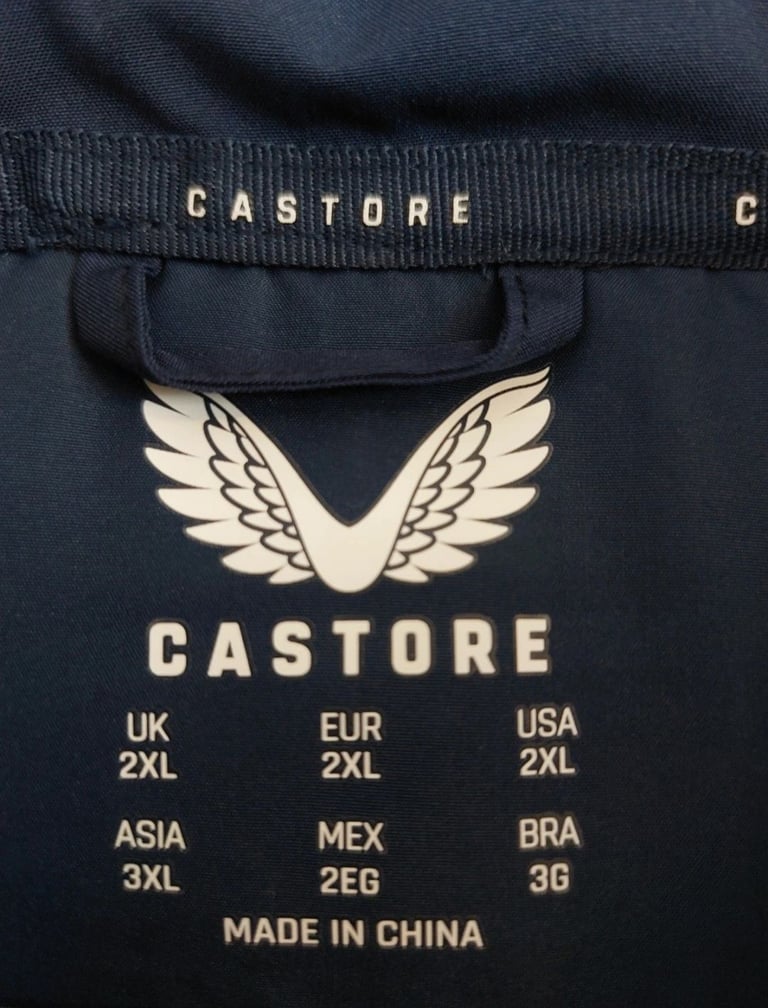 CASTORE C
CASTORE
UK EUR USA
2XL 2XL 2XL
ASIA MEX BRA
3XL 2EG 3G
MADE IN CHINA